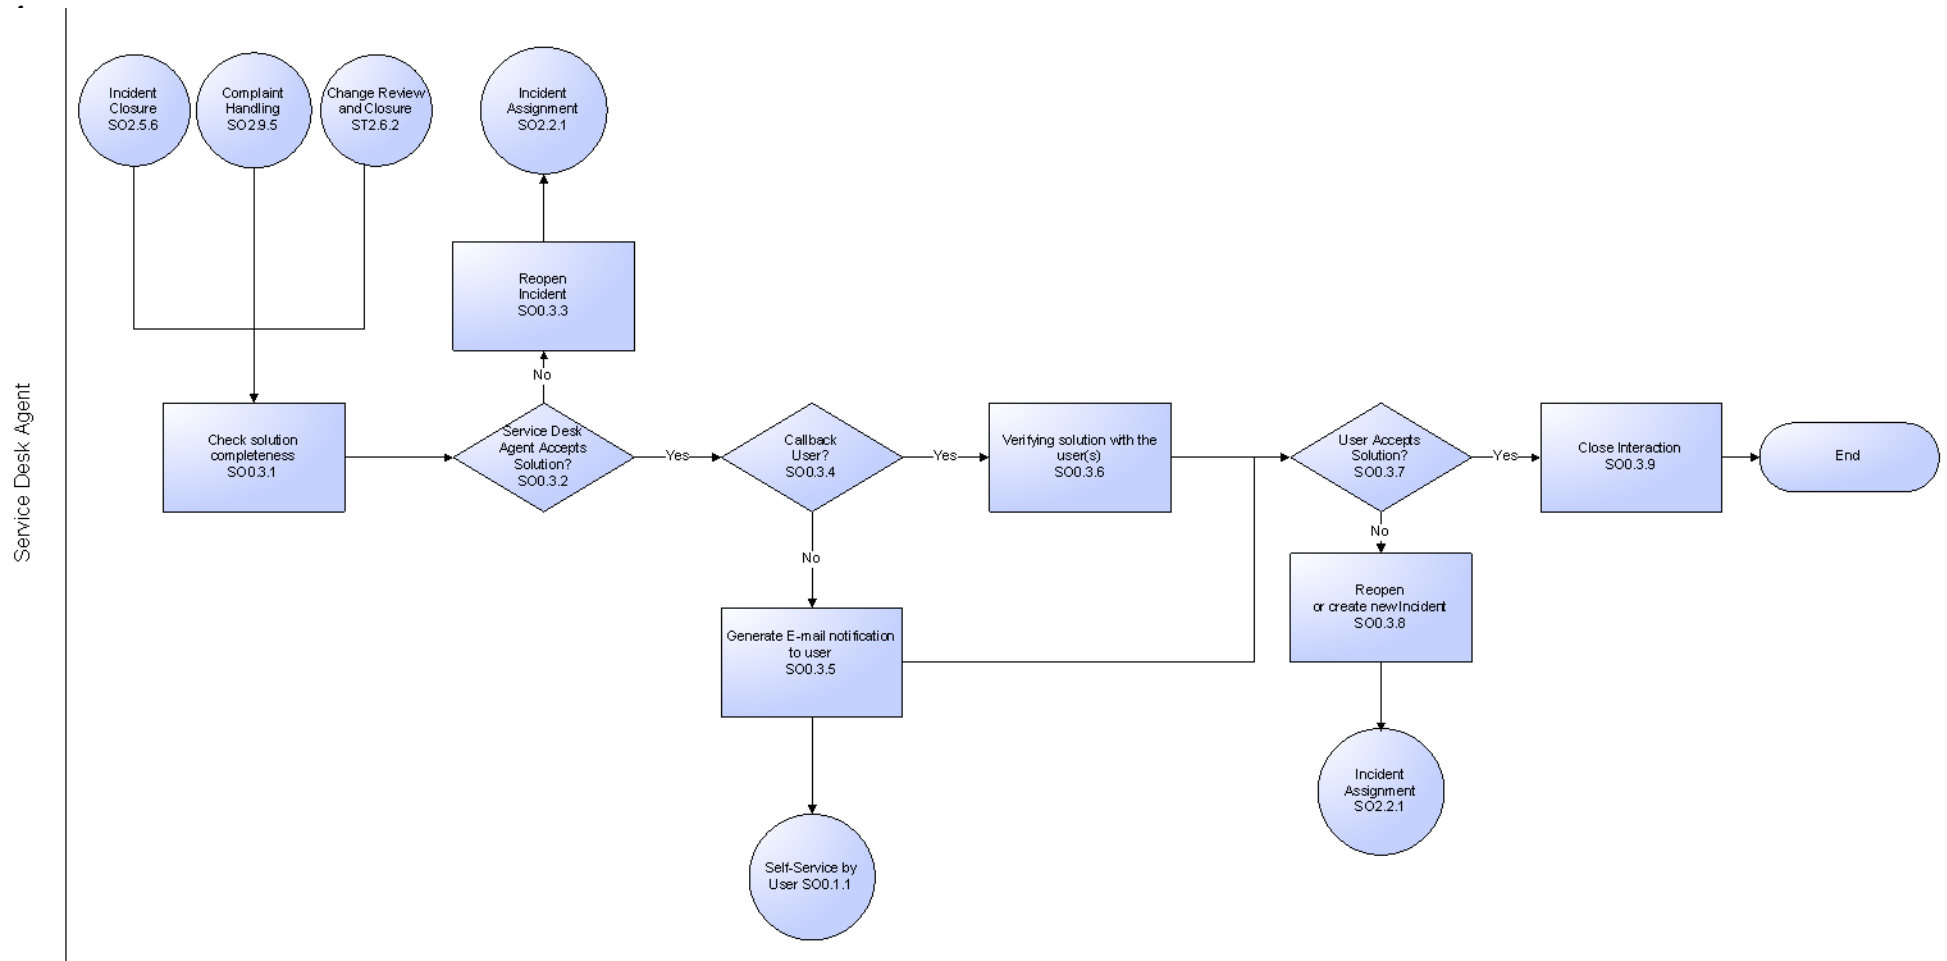 Service Desk Agent
Incident
Closure
SO2.5.6
Complaint
Handling
SO2.9.5
Change Review
and Closure
ST2.6.2
Incident
Assignment
SO2.2.1
Reopen
Incident
SO0.3.3
No
Check solution
completeness
SO0.3.1
Service Desk
Agent Accepts
Solution?
SO0.3.2
Yes
Callback
User?
SO0.3.4
Yes
Verifying solution with the
user(s)
SO0.3.6
User Accepts
Solution?
SO0.3.7
Yes
Close Interaction
SO0.3.9
End
No
No
Generate E-mail notification
to user
SO0.3.5
Reopen
or create new Incident
SO0.3.8
Incident
Assignment
SO2.2.1
Self-Service by
User SO0.1.1